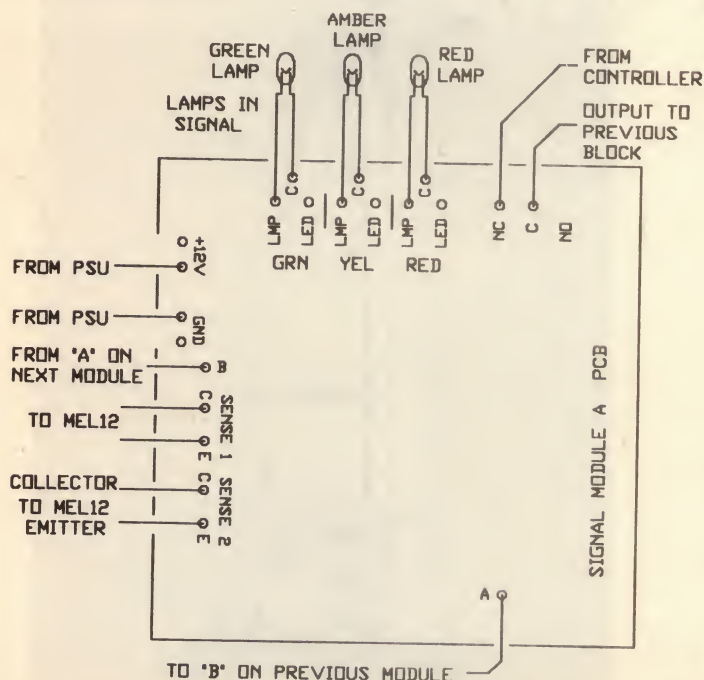 AMBER
LAMP
GREEN
LAMP
RED
LAMP
FROM
CONTROLLER
LAMPS IN
SIGNAL
OUTPUT TO
PREVIOUS
BLOCK
C
C
C
LMP
LED
LMP
LED
LMP
LED
NC
C
NO
GRN
YEL
RED
+12V
FROM PSU
FROM PSU
GND
FROM "A" ON
NEXT MODULE
B
C
SENSE 1
TO MEL12
E
COLLECTOR
C
SENSE 2
TO MEL12
EMITTER
E
SIGNAL MODULE A PCB
A
TO "B" ON PREVIOUS MODULE